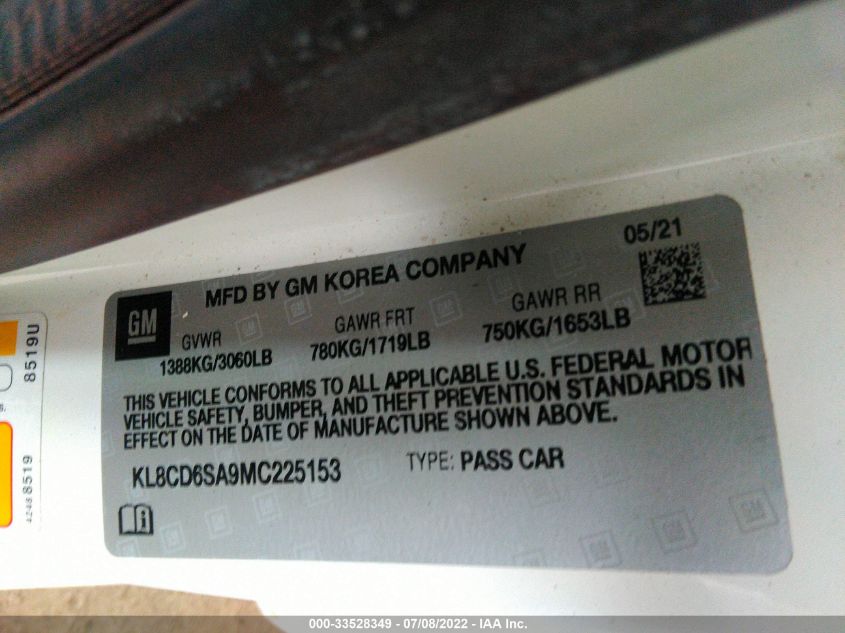 05/21
MFD BY GM KOREA COMPANY
GM
GVWR GAWR FRT GAWR RR
1388KG/3060LB 780KG/1719LB 750KG/1653LB
THIS VEHICLE CONFORMS TO ALL APPLICABLE U.S. FEDERAL MOTOR
VEHICLE SAFETY, BUMPER, AND THEFT PREVENTION STANDARDS IN
EFFECT ON THE DATE OF MANUFACTURE SHOWN ABOVE.
KL8CD6SA9MC225153 TYPE: PASS CAR
8519U
4248 8519
000-33528349 - 07/08/2022 - IAA Inc.